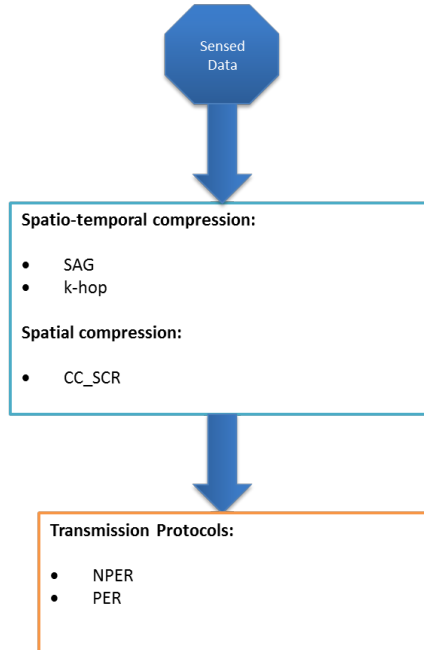 Sensed
Data
Spatio-temporal compression:
• SAG
• k-hop
Spatial compression:
• CC_SCR
Transmission Protocols:
• NPER
• PER